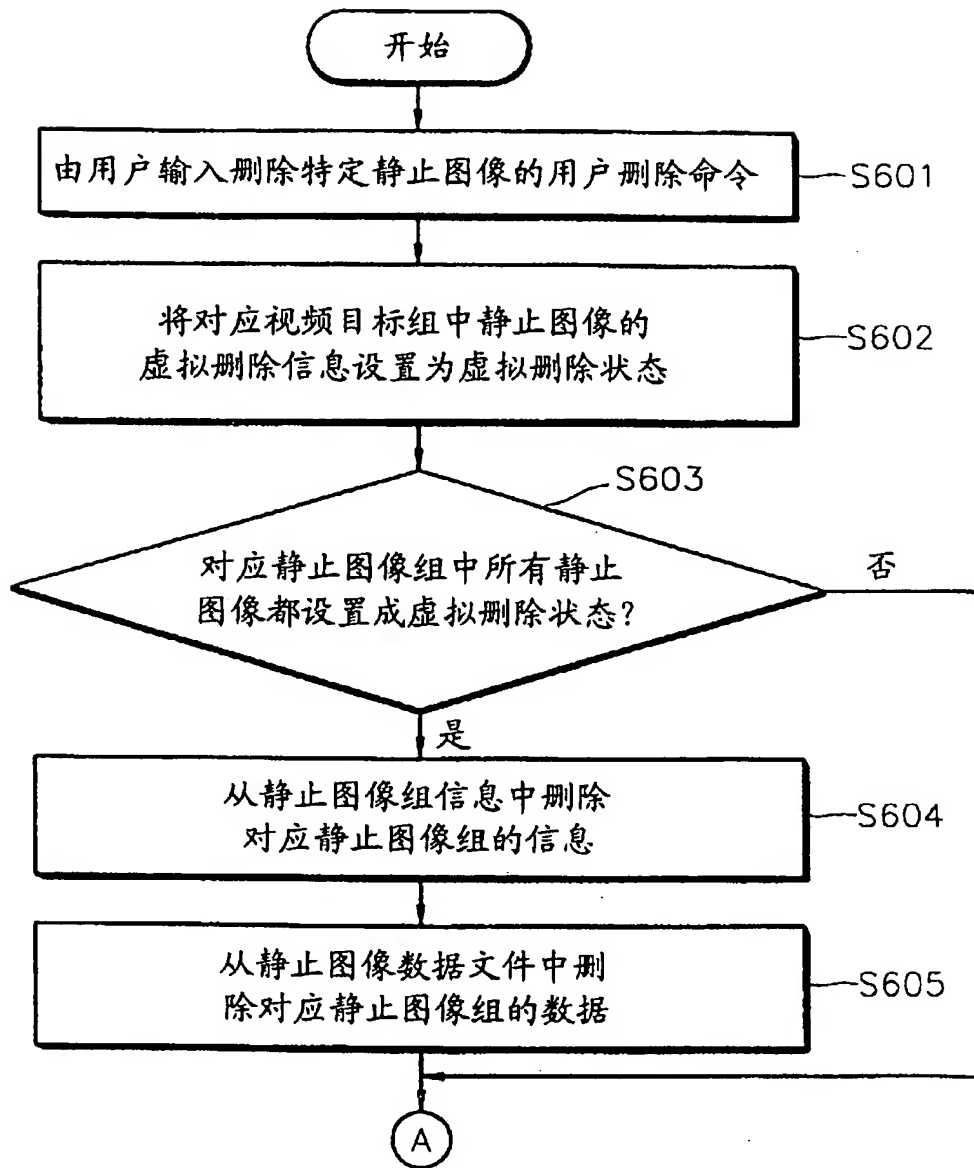 开始
由用户输入删除特定静止图像的用户删除命令
S601
将对应视频目标组中静止图像的
虚拟删除信息设置为虚拟删除状态
S602
S603
对应静止图像组中所有静止
图像都设置成虚拟删除状态?
否
是
从静止图像组信息中删除
对应静止图像组的信息
S604
从静止图像数据文件中删
除对应静止图像组的数据
S605
A